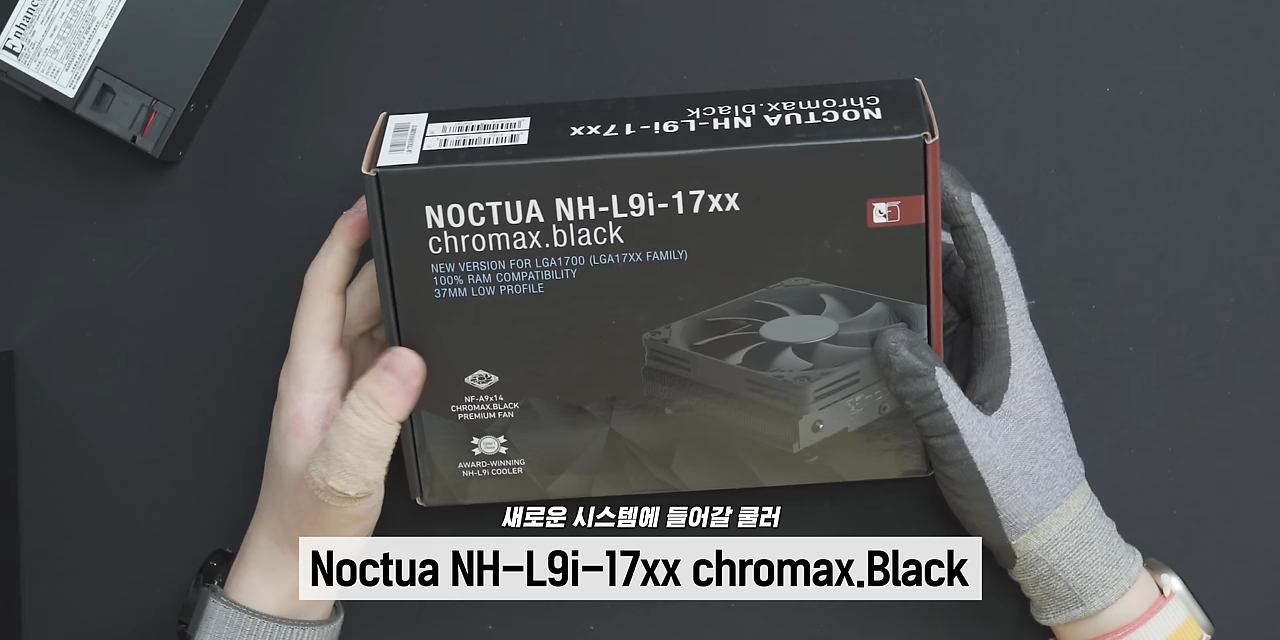 Enhance
NOCTUA NH-L9i-17xx
chromax.black
NOCTUA NH-L9i-17xx
chromax.black
NEW VERSION FOR LGA1700 (LGA17XX FAMILY)
100% RAM COMPATIBILITY
37MM LOW PROFILE
NF-A9x14
CHROMAX.BLACK
PREMIUM FAN
AWARD-WINNING
NH-L9i COOLER
새로운 시스템에 들어갈 쿨러
Noctua NH-L9i-17xx chromax.Black